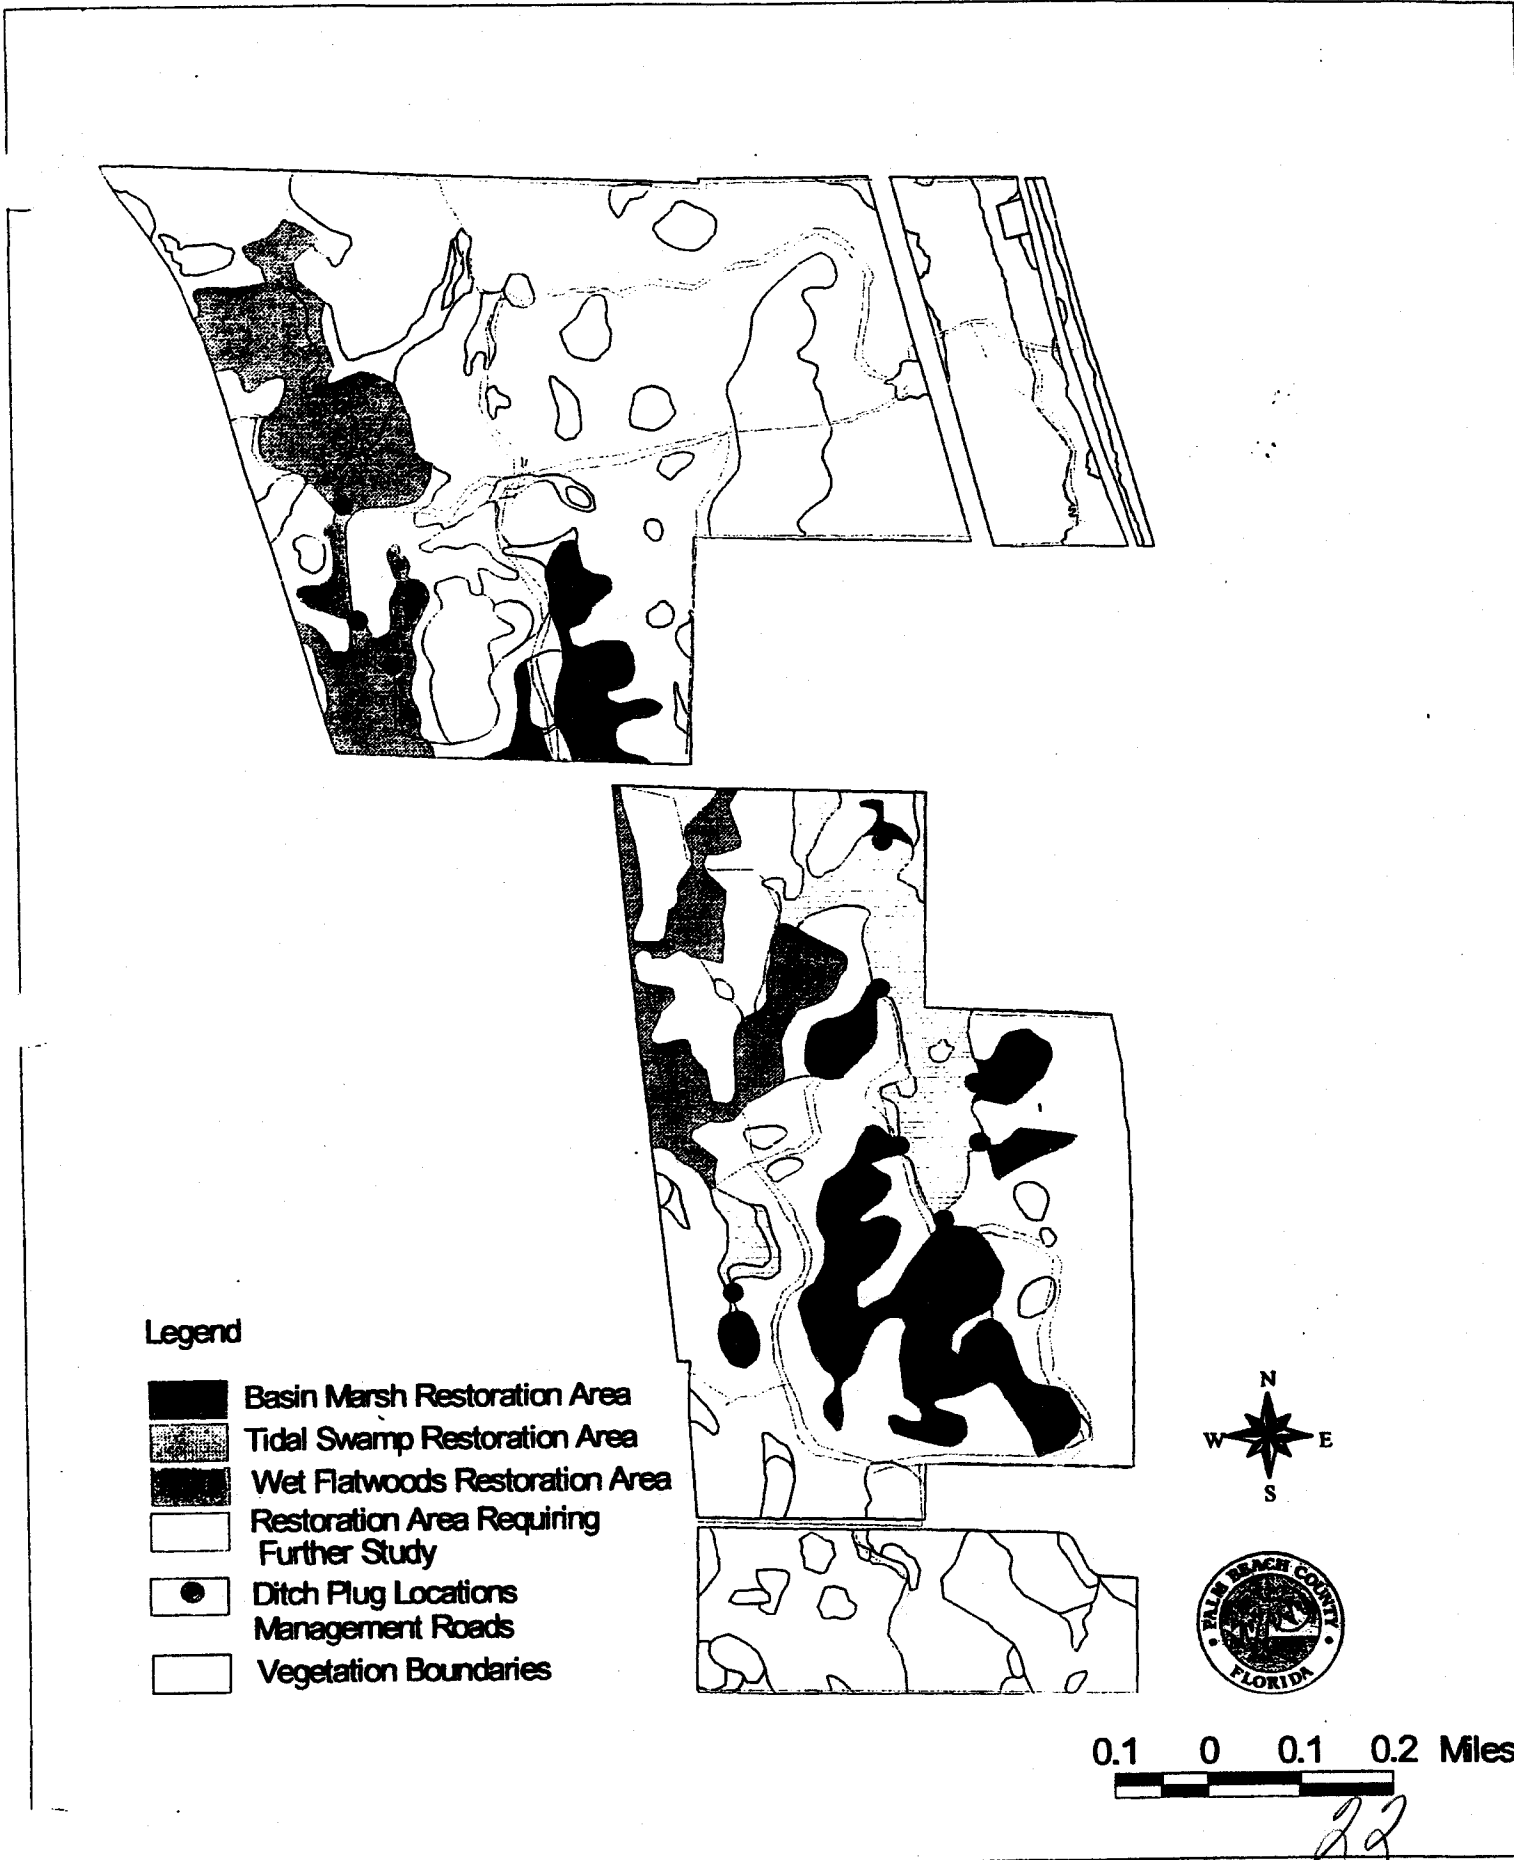 Legend
Basin Marsh Restoration Area
Tidal Swamp Restoration Area
Wet Flatwoods Restoration Area
Restoration Area Requiring
Further Study
Ditch Plug Locations
Management Roads
Vegetation Boundaries
N
W E
S
PALM BEACH COUNTY
FLORIDA
0.1 0 0.1 0.2 Miles
22